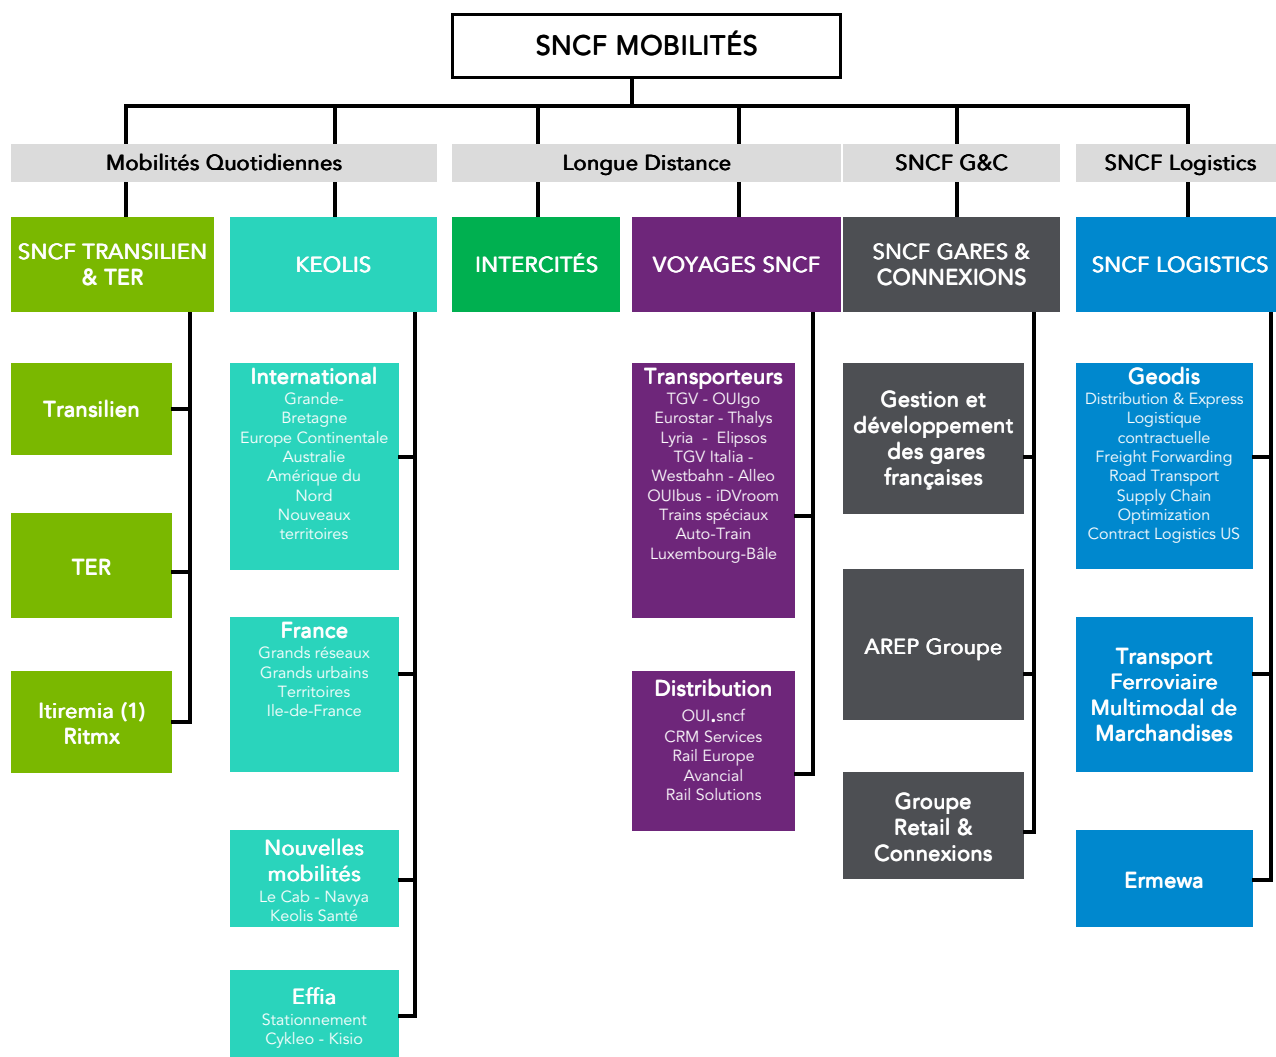 SNCF MOBILITÉS
Mobilités Quotidiennes
Longue Distance
SNCF G&C
SNCF Logistics
SNCF TRANSILIEN
& TER
KEOLIS
INTERCITÉS
VOYAGES SNCF
SNCF GARES &
CONNEXIONS
SNCF LOGISTICS
Transilien
TER
Itiremia (1)
Ritmx
International
Grande-
Bretagne
Europe Continentale
Australie
Amérique du
Nord
Nouveaux
territoires
France
Grands réseaux
Grands urbains
Territoires
Ile-de-France
Nouvelles
mobilités
Le Cab - Navya
Keolis Santé
Effia
Stationnement
Cykleo - Kisio
Transporteurs
TGV - OUIgo
Eurostar - Thalys
Lyria - Elipsos
TGV Italia -
Westbahn - Alleo
OUIbus - iDVroom
Trains spéciaux
Auto-Train
Luxembourg-Bâle
Distribution
OUI.sncf
CRM Services
Rail Europe
Avancial
Rail Solutions
Gestion et
développement
des gares
françaises
AREP Groupe
Groupe
Retail &
Connexions
Geodis
Distribution & Express
Logistique
contractuelle
Freight Forwarding
Road Transport
Supply Chain
Optimization
Contract Logistics US
Transport
Ferroviaire
Multimodal de
Marchandises
Ermewa